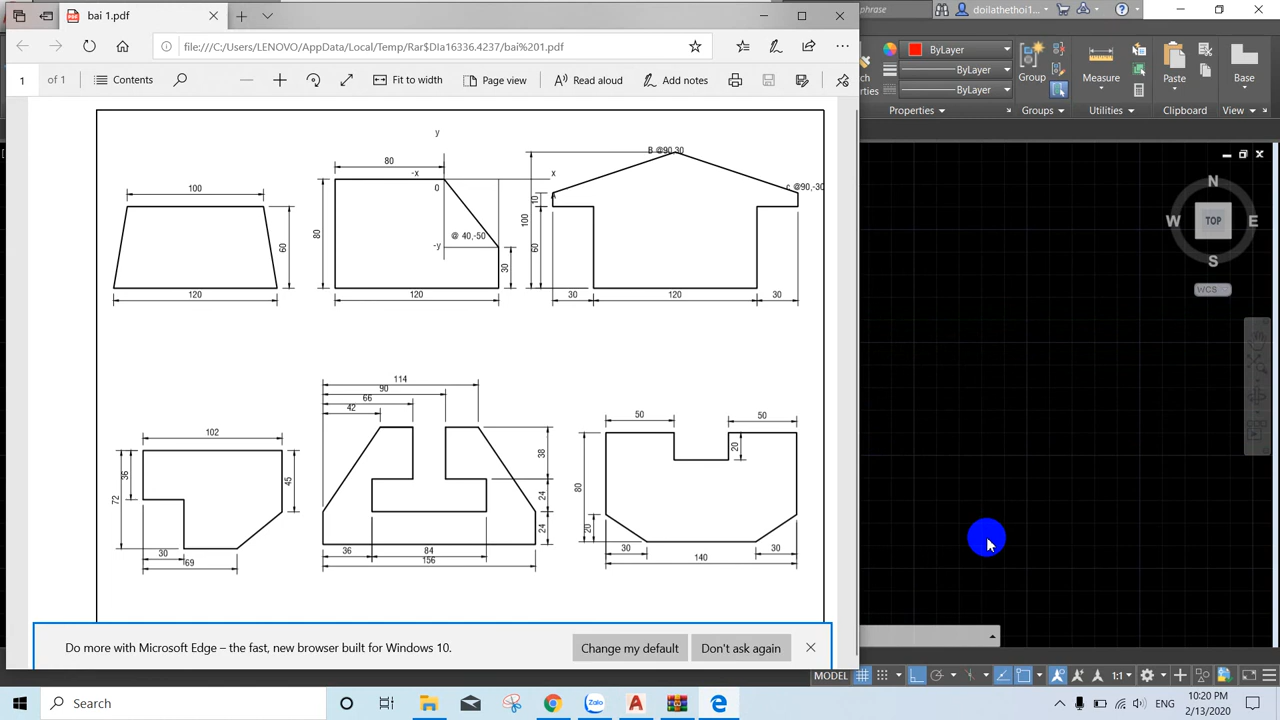 bai 1.pdf
phrase
doilathethoi1...
file:///C:/Users/LENOVO/AppData/Local/Temp/Rar$DIa16336.4237/bai%201.pdf
1 of 1
Contents
Fit to width
Page view
Read aloud
Add notes
ByLayer
ByLayer
ByLayer
Group
Measure
Paste
Base
Properties
Groups
Utilities
Clipboard
View
y
80
-x
0
x
100
60
120
80
-y
@ 40,-50
30
120
B @90,30
A
c @90,-30
10
100
60
30
120
30
N
W
TOP
E
S
WCS
102
36
72
45
30
69
114
90
66
42
38
24
24
36
84
156
50
50
20
80
20
30
30
140
Do more with Microsoft Edge – the fast, new browser built for Windows 10.
Change my default
Don't ask again
MODEL
1:1
Search
Zalo
ENG
10:20 PM
2/13/2020